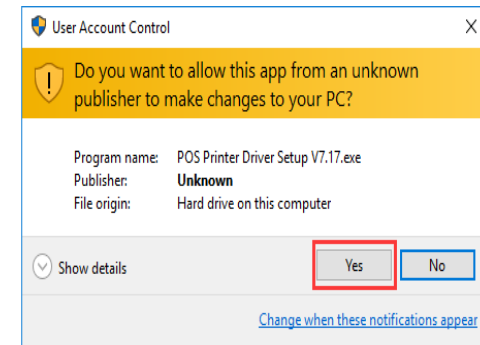 User Account Control
Do you want to allow this app from an unknown
publisher to make changes to your PC?
Program name: POS Printer Driver Setup V7.17.exe
Publisher: Unknown
File origin: Hard drive on this computer
Show details Yes No
Change when these notifications appear